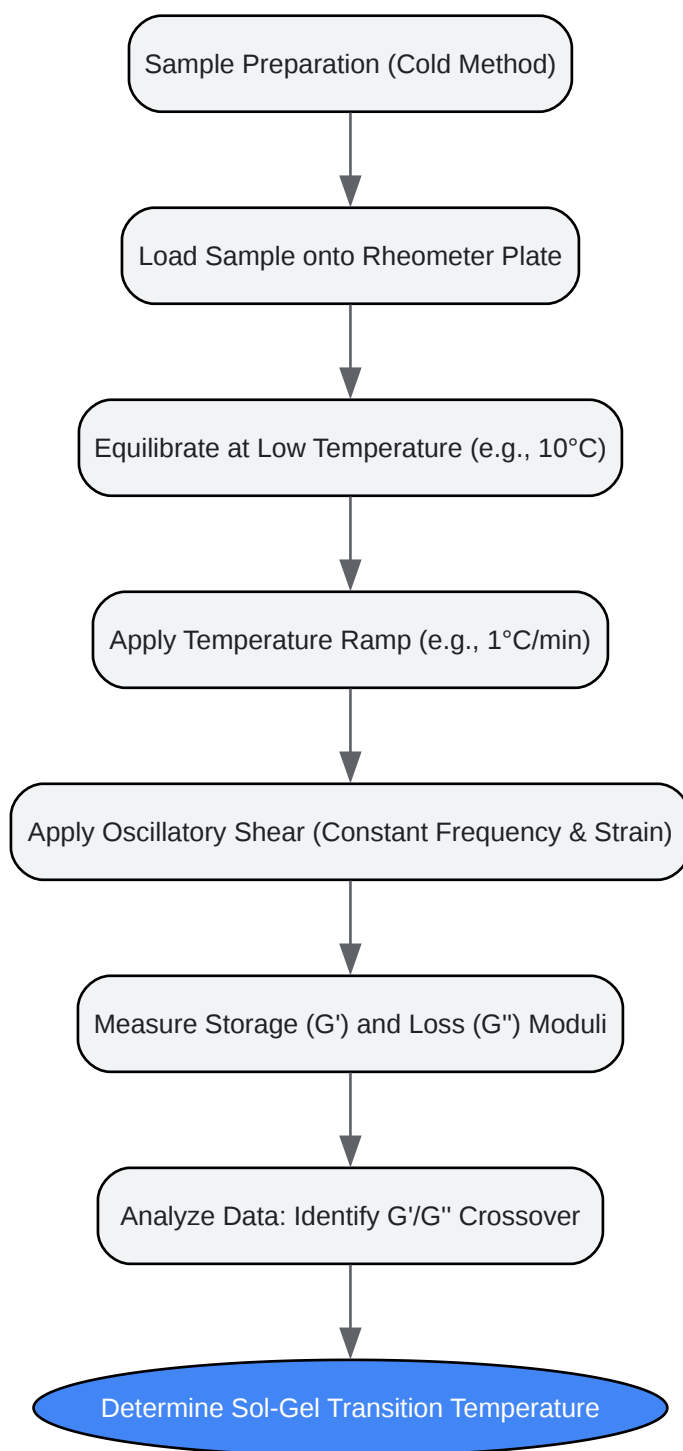 Sample Preparation (Cold Method)
Load Sample onto Rheometer Plate
Equilibrate at Low Temperature (e.g., 10°C)
Apply Temperature Ramp (e.g., 1°C/min)
Apply Oscillatory Shear (Constant Frequency & Strain)
Measure Storage (G') and Loss (G'') Moduli
Analyze Data: Identify G'/G'' Crossover
Determine Sol-Gel Transition Temperature